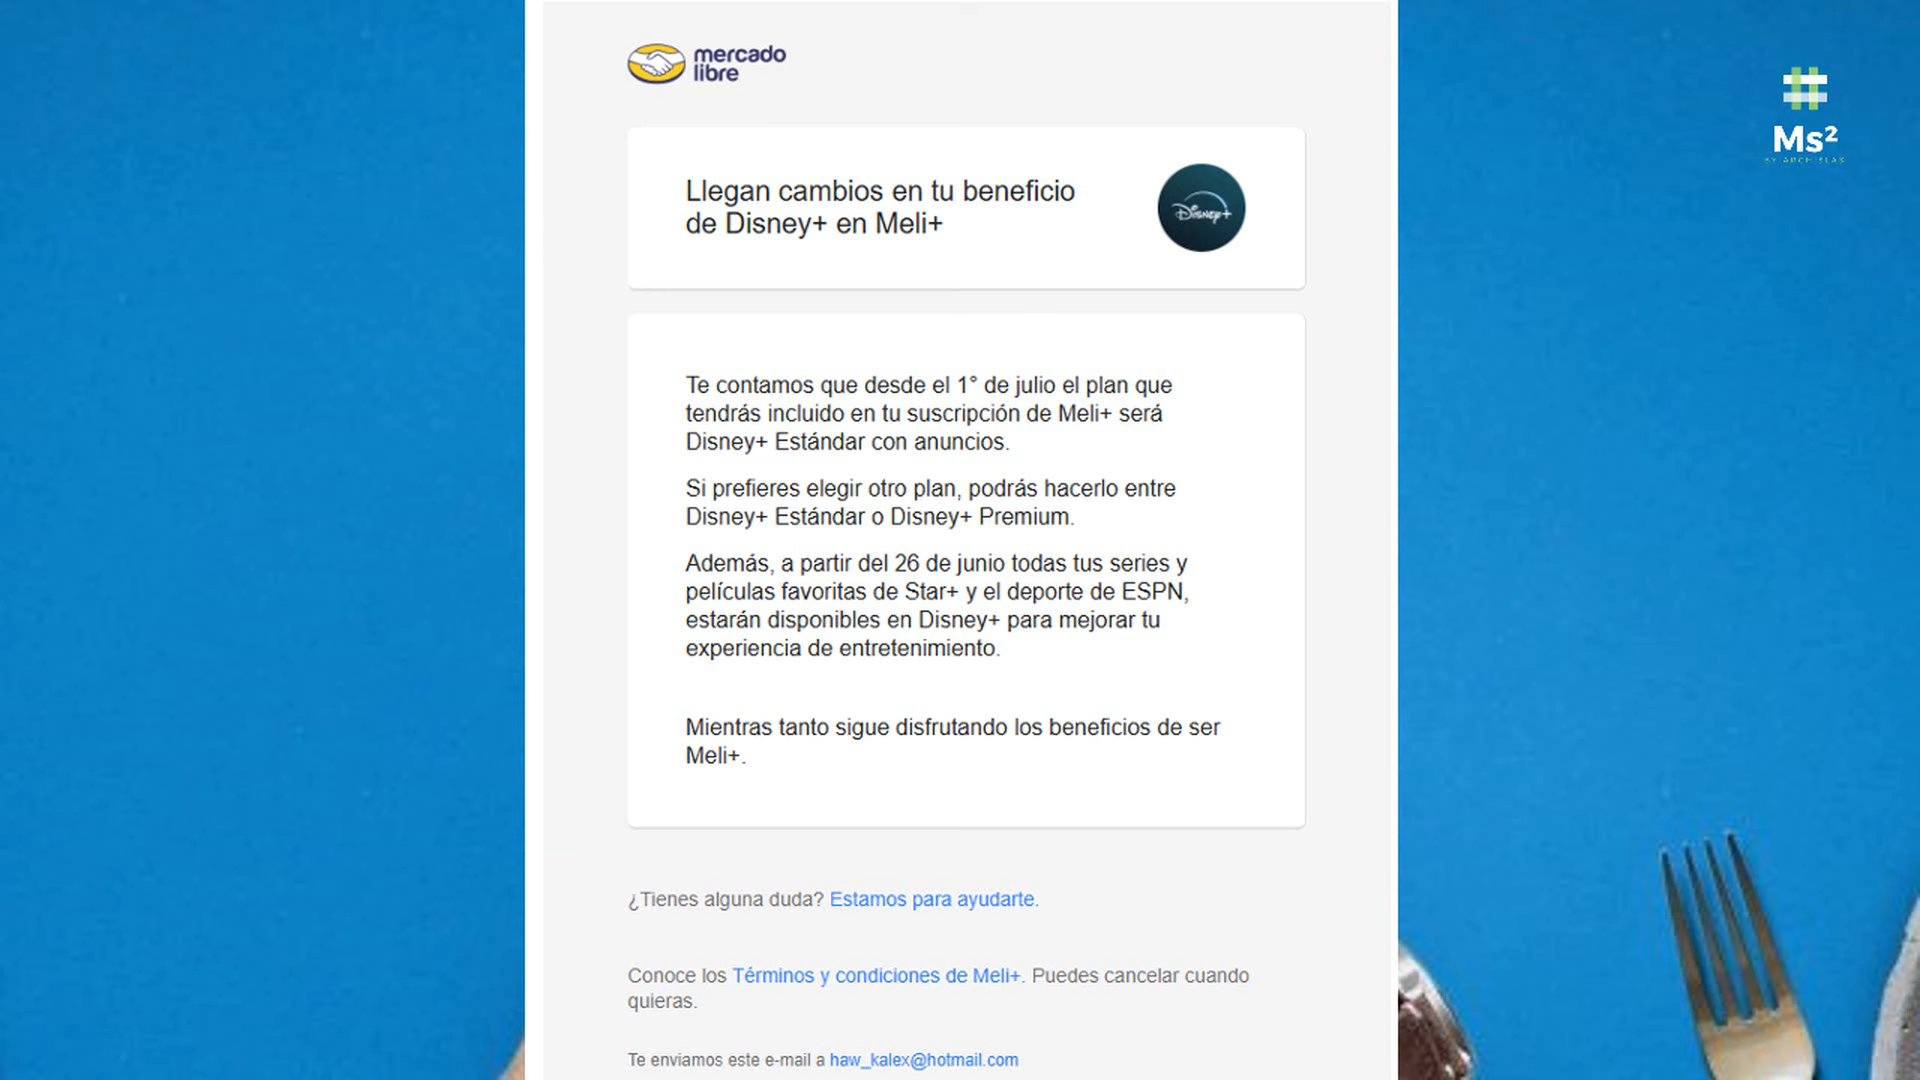 mercado
libre
Ms²
BY ARCHISLAS
Llegan cambios en tu beneficio
de Disney+ en Meli+
Disney+
Te contamos que desde el 1° de julio el plan que
tendrás incluido en tu suscripción de Meli+ será
Disney+ Estándar con anuncios.
Si prefieres elegir otro plan, podrás hacerlo entre
Disney+ Estándar o Disney+ Premium.
Además, a partir del 26 de junio todas tus series y
películas favoritas de Star+ y el deporte de ESPN,
estarán disponibles en Disney+ para mejorar tu
experiencia de entretenimiento.
Mientras tanto sigue disfrutando los beneficios de ser
Meli+.
¿Tienes alguna duda? Estamos para ayudarte.
Conoce los Términos y condiciones de Meli+. Puedes cancelar cuando
quieras.
Te enviamos este e-mail a haw_kalex@hotmail.com